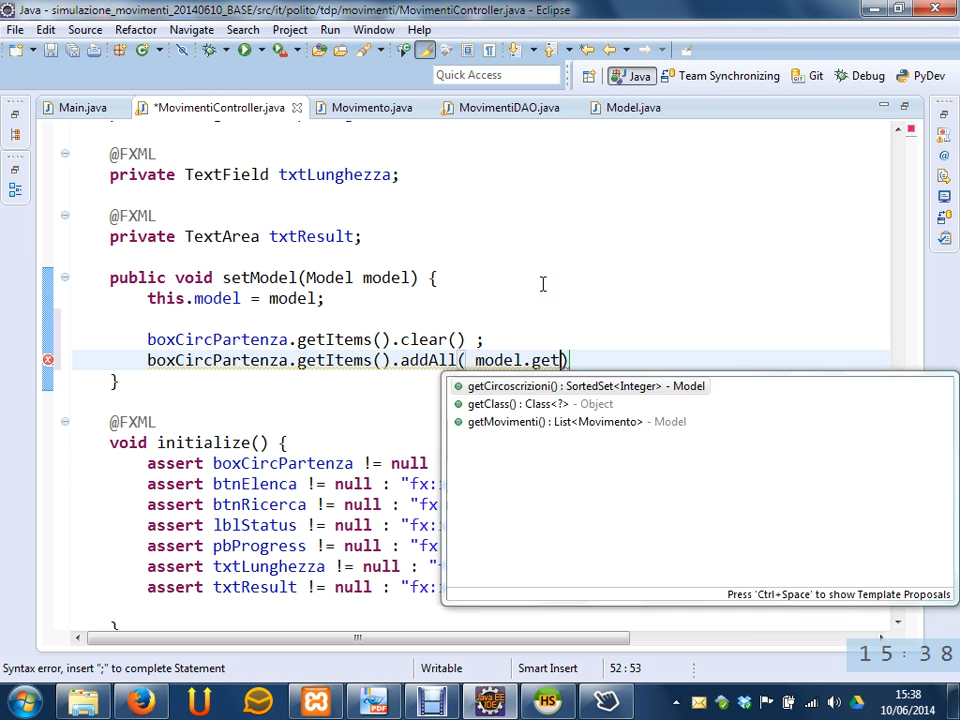 Java - simulazione_movimenti_20140610_BASE/src/it/polito/tdp/movimenti/MovimentiController.java - Eclipse
File Edit Source Refactor Navigate Search Project Run Window Help
Quick Access
Java Team Synchronizing Git Debug PyDev
Main.java *MovimentiController.java Movimento.java MovimentiDAO.java Model.java
@FXML
private TextField txtLunghezza;
@FXML
private TextArea txtResult;
public void setModel(Model model) {
this.model = model;
boxCircPartenza.getItems().clear() ;
boxCircPartenza.getItems().addAll( model.get)
}
getCircoscrizioni() : SortedSet<Integer> - Model
getClass() : Class<?> - Object
getMovimenti() : List<Movimento> - Model
Press 'Ctrl+Space' to show Template Proposals
@FXML
void initialize() {
assert boxCircPartenza != null
assert btnElenca != null : "fx:
assert btnRicerca != null : "fx:
assert lblStatus != null : "fx:
assert pbProgress != null : "fx
assert txtLunghezza != null : "
assert txtResult != null : "fx:
}
15:38
Syntax error, insert ";" to complete Statement Writable Smart Insert 52 : 53
PDF Java EE IDE HS
15:38
10/06/2014